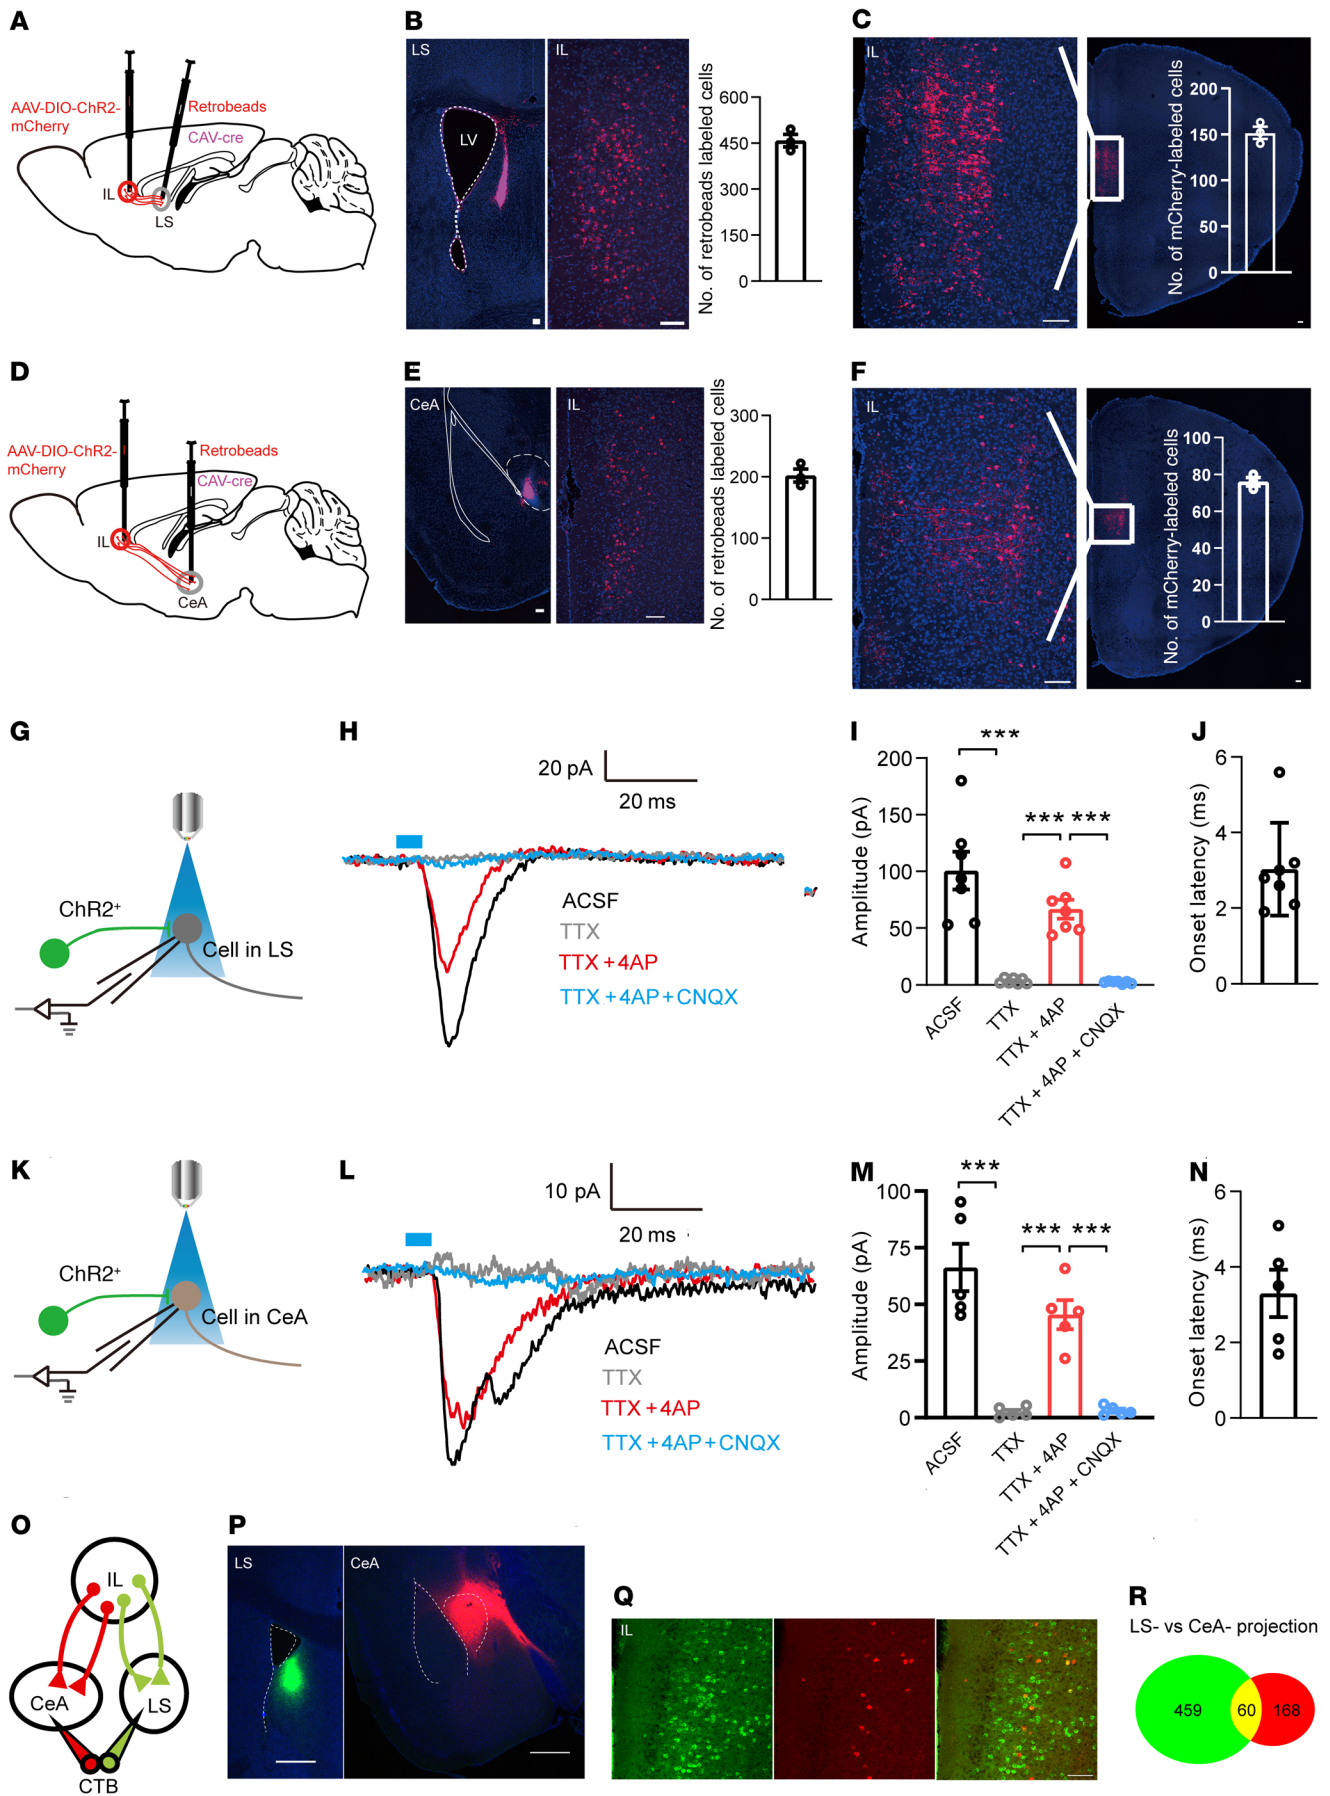 A
AAV-DIO-ChR2-
mCherry
Retrobeads
CAV-cre
IL
LS
B
LS
LV
IL
No. of retrobeads labeled cells
600
450
300
150
0
C
IL
No. of mCherry-labeled cells
200
150
100
50
0
D
AAV-DIO-ChR2-
mCherry
Retrobeads
CAV-cre
IL
CeA
E
CeA
IL
No. of retrobeads labeled cells
300
200
100
0
F
IL
No. of mCherry-labeled cells
100
80
60
40
20
0
G
ChR2+
Cell in LS
H
20 pA
20 ms
ACSF
TTX
TTX + 4AP
TTX + 4AP + CNQX
I
Amplitude (pA)
200
150
100
50
0
***
*** ***
ACSF
TTX
TTX + 4AP
TTX + 4AP + CNQX
J
Onset latency (ms)
6
4
2
0
K
ChR2+
Cell in CeA
L
10 pA
20 ms
ACSF
TTX
TTX + 4AP
TTX + 4AP + CNQX
M
Amplitude (pA)
100
75
50
25
0
***
*** ***
ACSF
TTX
TTX + 4AP
TTX + 4AP + CNQX
N
Onset latency (ms)
6
4
2
0
O
IL
CeA
LS
CTB
P
LS
CeA
Q
IL
R
LS- vs CeA- projection
459
60
168